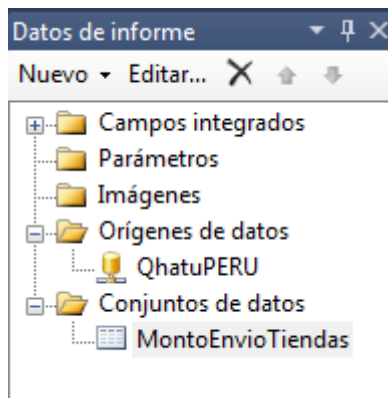 Datos de informe
Nuevo Editar...
Campos integrados
Parámetros
Imágenes
Orígenes de datos
QhatuPERU
Conjuntos de datos
MontoEnvioTiendas